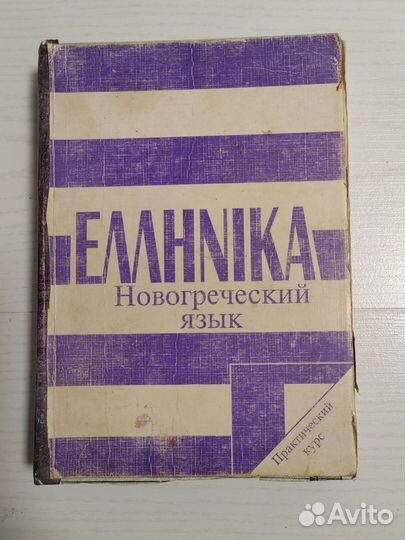 ΕΛΛΗΝΙΚΑ
Новогреческий
язык
Практический
курс
Avito